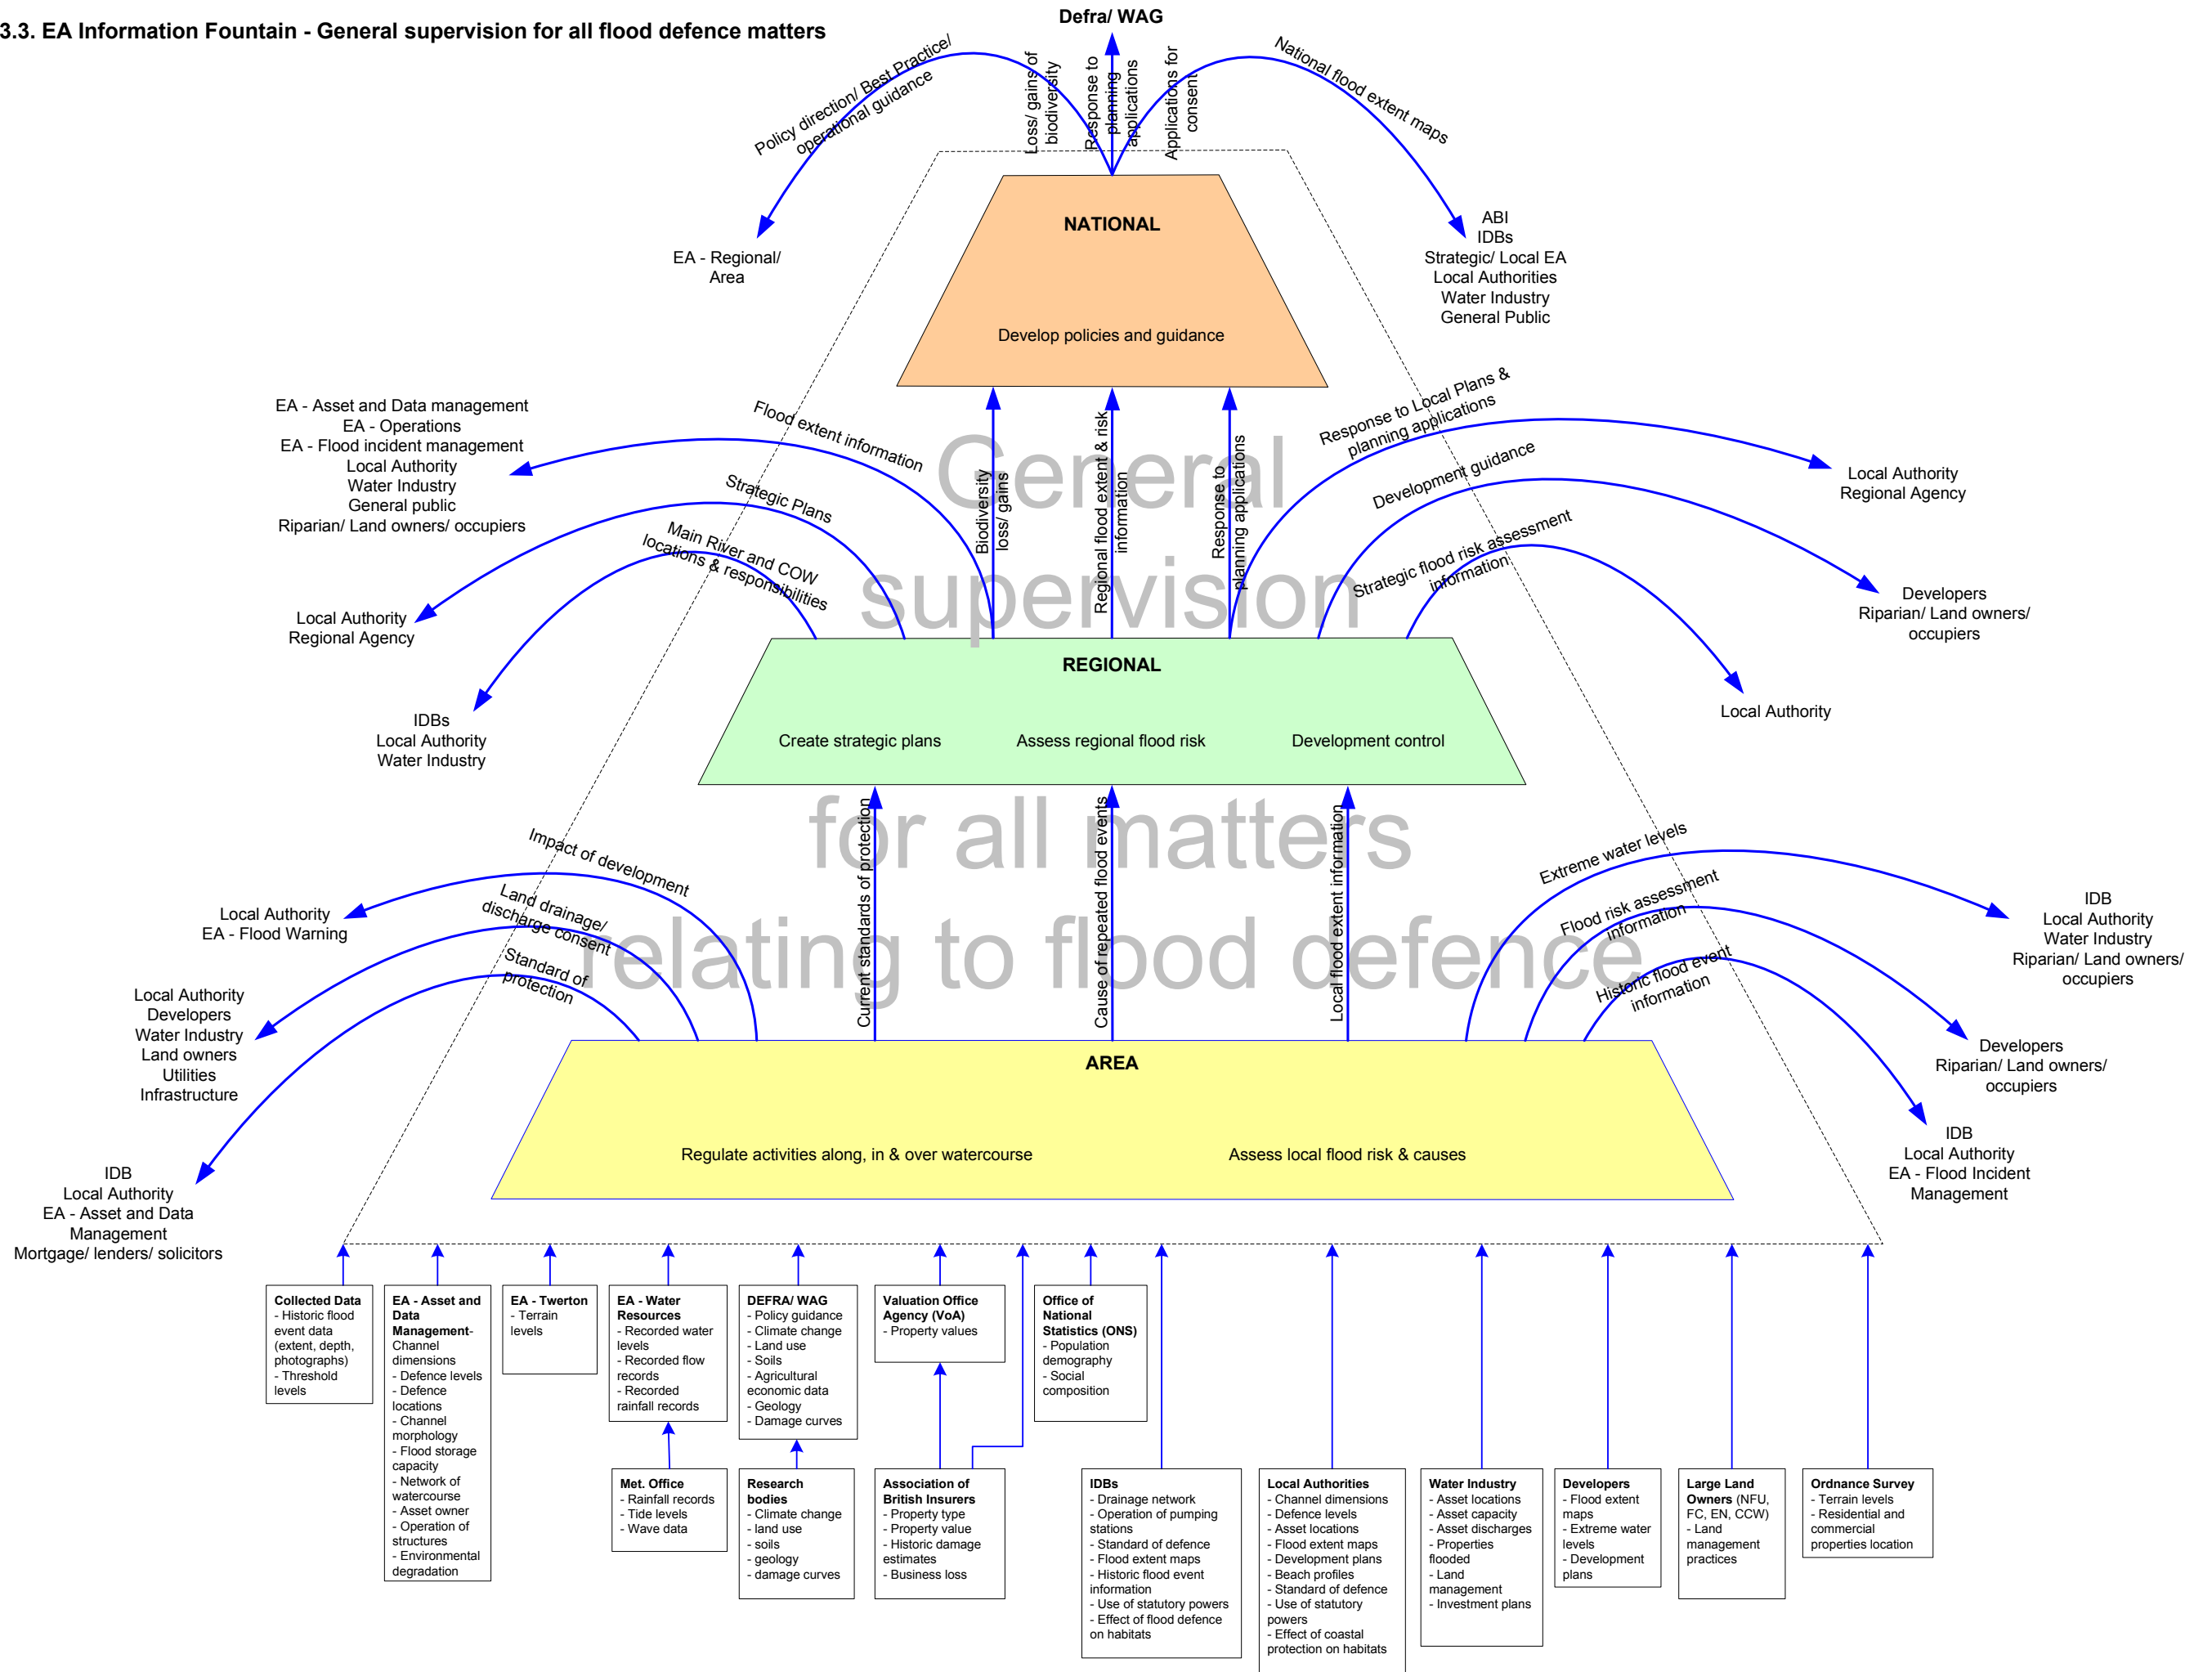 3.3. EA Information Fountain - General supervision for all flood defence matters
Defra/ WAG
Policy direction/ Best Practice/
operational guidance
Loss/ gains of
biodiversity
Response to
planning
applications
Applications for
consent
National flood extent maps
EA - Regional/
Area
NATIONAL
Develop policies and guidance
ABI
IDBs
Strategic/ Local EA
Local Authorities
Water Industry
General Public
EA - Asset and Data management
EA - Operations
EA - Flood incident management
Local Authority
Water Industry
General public
Riparian/ Land owners/ occupiers
Flood extent information
Strategic Plans
Main River and COW
locations & responsibilities
Biodiversity
loss/ gains
Regional flood extent & risk
information
Response to
planning applications
Response to Local Plans &
planning applications
Development guidance
Strategic flood risk assessment
information
Local Authority
Regional Agency
Developers
Riparian/ Land owners/
occupiers
Local Authority
Local Authority
Regional Agency
IDBs
Local Authority
Water Industry
General
supervision
for all matters
relating to flood defence
REGIONAL
Create strategic plans
Assess regional flood risk
Development control
Impact of development
Land drainage/
discharge consent
Standard of
protection
Current standards of protection
Cause of repeated flood events
Local flood extent information
Extreme water levels
Flood risk assessment
information
Historic flood event
information
Local Authority
EA - Flood Warning
Local Authority
Developers
Water Industry
Land owners
Utilities
Infrastructure
IDB
Local Authority
EA - Asset and Data
Management
Mortgage/ lenders/ solicitors
IDB
Local Authority
Water Industry
Riparian/ Land owners/
occupiers
Developers
Riparian/ Land owners/
occupiers
IDB
Local Authority
EA - Flood Incident
Management
AREA
Regulate activities along, in & over watercourse
Assess local flood risk & causes
Collected Data
- Historic flood
event data
(extent, depth,
photographs)
- Threshold
levels
EA - Asset and
Data
Management-
Channel
dimensions
- Defence levels
- Defence
locations
- Channel
morphology
- Flood storage
capacity
- Network of
watercourse
- Asset owner
- Operation of
structures
- Environmental
degradation
EA - Twerton
- Terrain
levels
EA - Water
Resources
- Recorded water
levels
- Recorded flow
records
- Recorded
rainfall records
DEFRA/ WAG
- Policy guidance
- Climate change
- Land use
- Soils
- Agricultural
economic data
- Geology
- Damage curves
Valuation Office
Agency (VoA)
- Property values
Office of
National
Statistics (ONS)
- Population
demography
- Social
composition
Met. Office
- Rainfall records
- Tide levels
- Wave data
Research
bodies
- Climate change
- land use
- soils
- geology
- damage curves
Association of
British Insurers
- Property type
- Property value
- Historic damage
estimates
- Business loss
IDBs
- Drainage network
- Operation of pumping
stations
- Standard of defence
- Flood extent maps
- Historic flood event
information
- Use of statutory powers
- Effect of flood defence
on habitats
Local Authorities
- Channel dimensions
- Defence levels
- Asset locations
- Flood extent maps
- Development plans
- Beach profiles
- Standard of defence
- Use of statutory
powers
- Effect of coastal
protection on habitats
Water Industry
- Asset locations
- Asset capacity
- Asset discharges
- Properties
flooded
- Land
management
- Investment plans
Developers
- Flood extent
maps
- Extreme water
levels
- Development
plans
Large Land
Owners (NFU,
FC, EN, CCW)
- Land
management
practices
Ordnance Survey
- Terrain levels
- Residential and
commercial
properties location